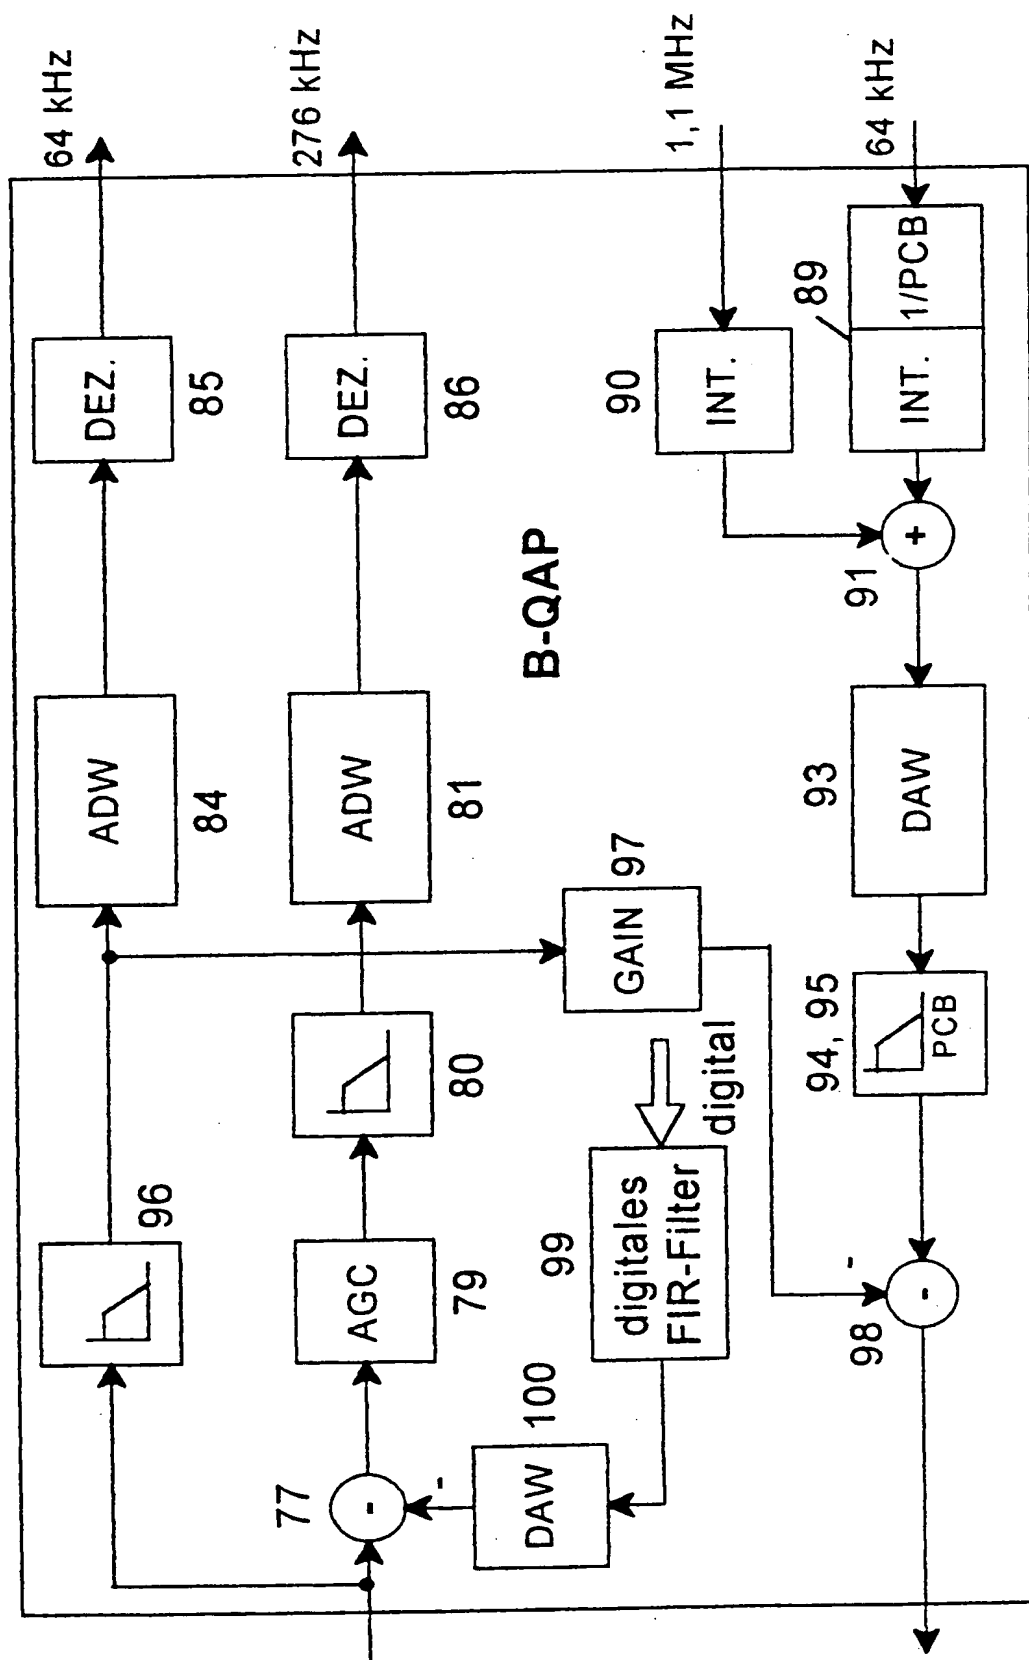 64 kHz
276 kHz
1,1 MHz
64 kHz
DEZ.
85
DEZ.
86
90
INT.
89
INT.
1/PCB
91
+
B-QAP
ADW
84
ADW
81
93
DAW
GAIN
97
94, 95
PCB
80
digital
96
AGC
79
99
digitales
FIR-Filter
77
-
-
DAW
100
98
-
-